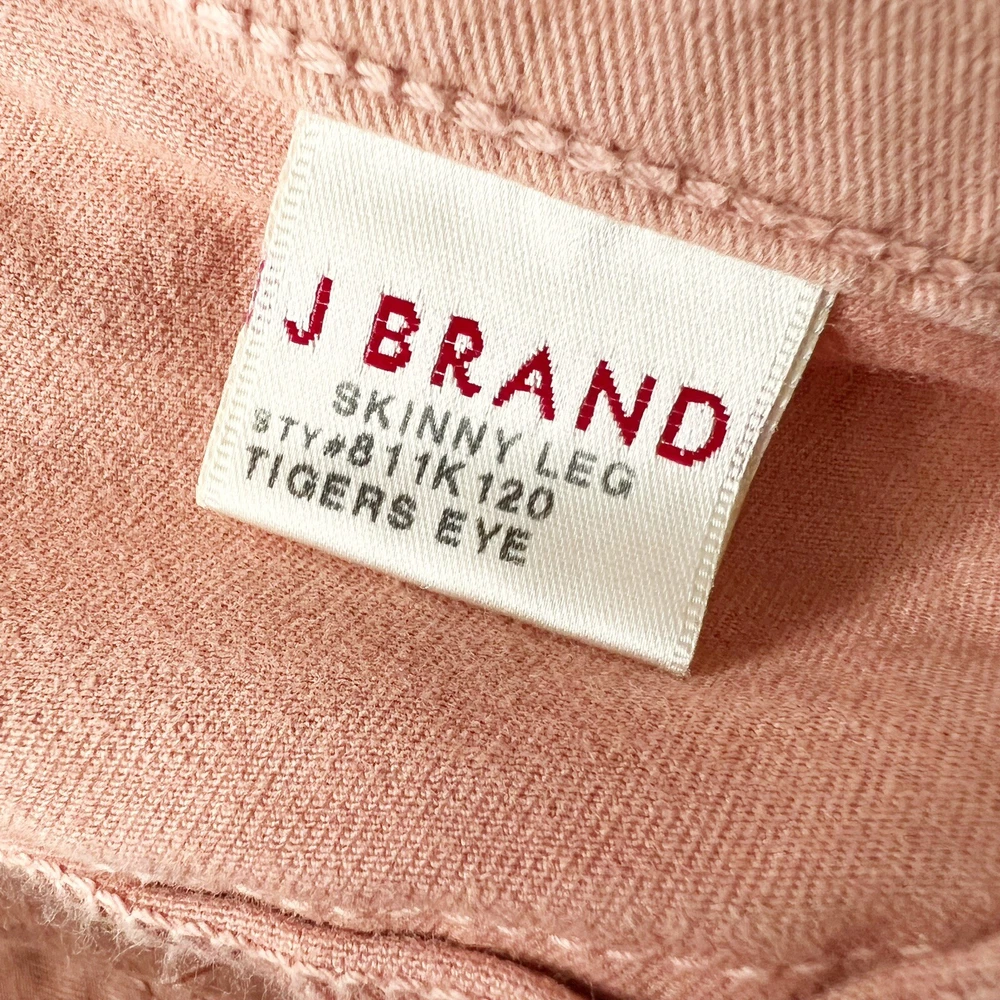 J BRAND
SKINNY LEG
STY#811K120
TIGERS EYE